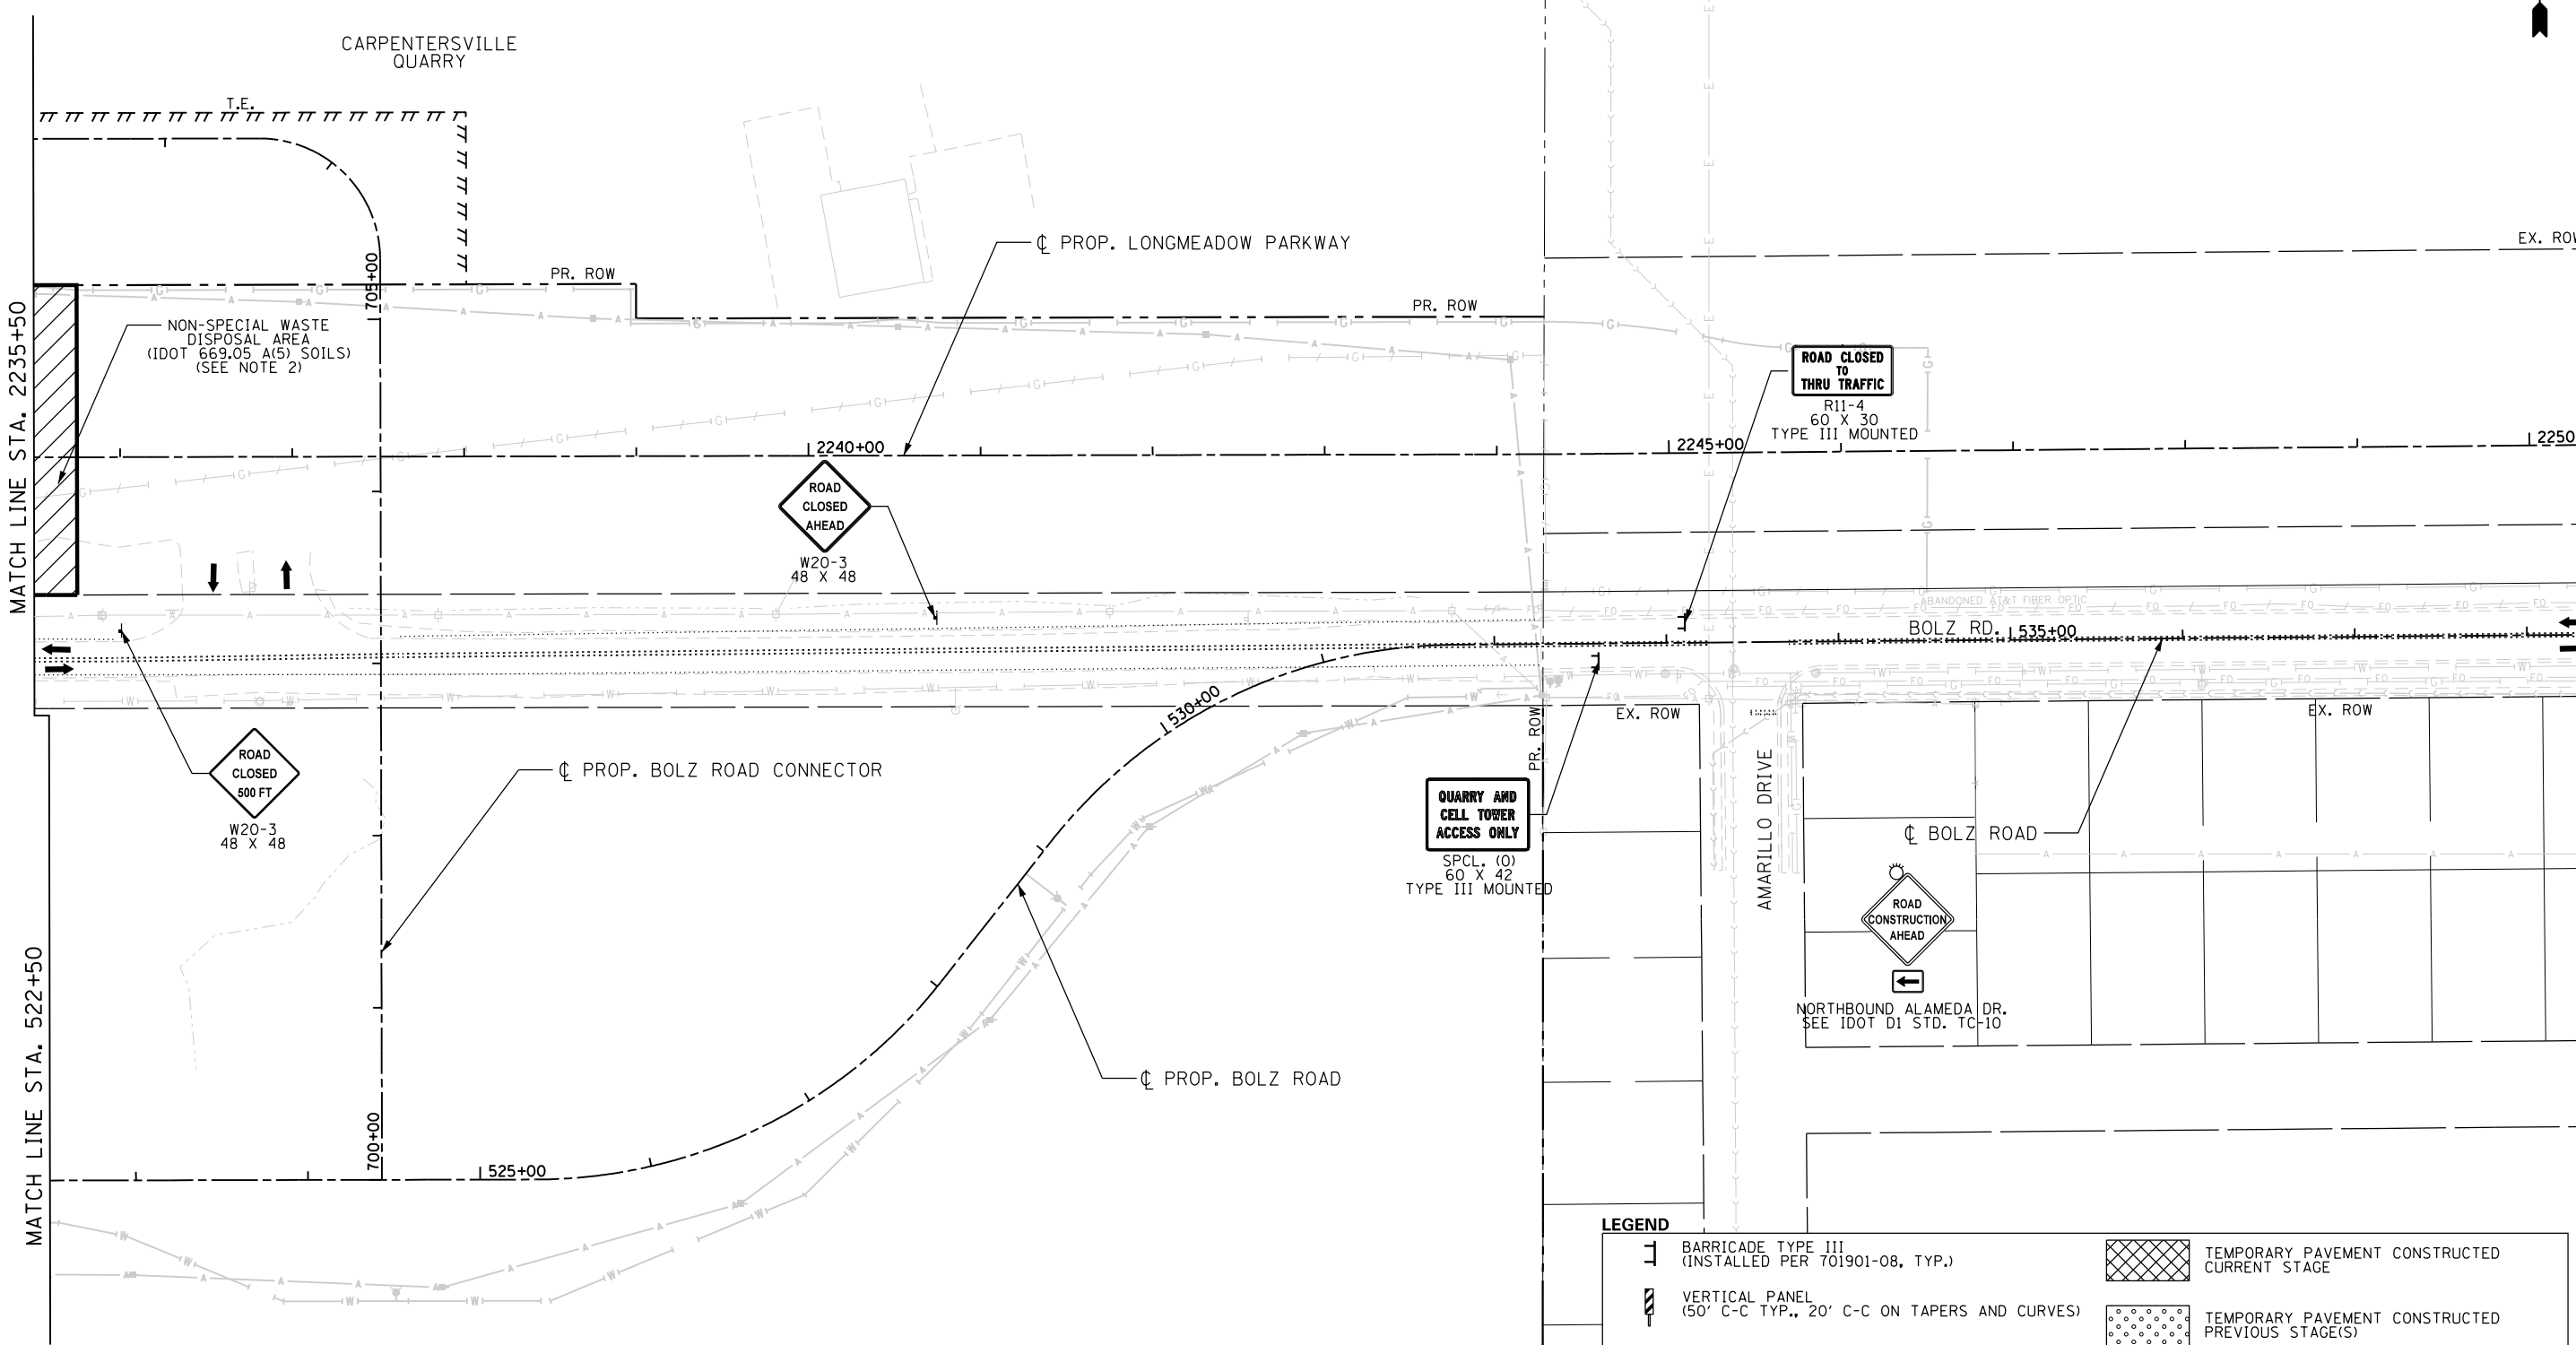 CARPENTERSVILLE
QUARRY
T.E.
705+00
PR. ROW
℄ PROP. LONGMEADOW PARKWAY
PR. ROW
EX. ROW
MATCH LINE STA. 2235+50
NON-SPECIAL WASTE
DISPOSAL AREA
(IDOT 669.05 A(5) SOILS)
(SEE NOTE 2)
ROAD CLOSED
TO
THRU TRAFFIC
R11-4
60 X 30
TYPE III MOUNTED
2240+00
2245+00
2250
ROAD
CLOSED
AHEAD
W20-3
48 X 48
ABANDONED AT&T FIBER OPTIC
BOLZ RD.
535+00
530+00
EX. ROW
EX. ROW
PR. ROW
ROAD
CLOSED
500 FT
W20-3
48 X 48
℄ PROP. BOLZ ROAD CONNECTOR
QUARRY AND
CELL TOWER
ACCESS ONLY
SPCL. (O)
60 X 42
TYPE III MOUNTED
AMARILLO DRIVE
℄ BOLZ ROAD
ROAD
CONSTRUCTION
AHEAD
NORTHBOUND ALAMEDA DR.
SEE IDOT D1 STD. TC-10
MATCH LINE STA. 522+50
700+00
525+00
℄ PROP. BOLZ ROAD
LEGEND
BARRICADE TYPE III
(INSTALLED PER 701901-08, TYP.)
VERTICAL PANEL
(50' C-C TYP., 20' C-C ON TAPERS AND CURVES)
TEMPORARY PAVEMENT CONSTRUCTED
CURRENT STAGE
TEMPORARY PAVEMENT CONSTRUCTED
PREVIOUS STAGE(S)